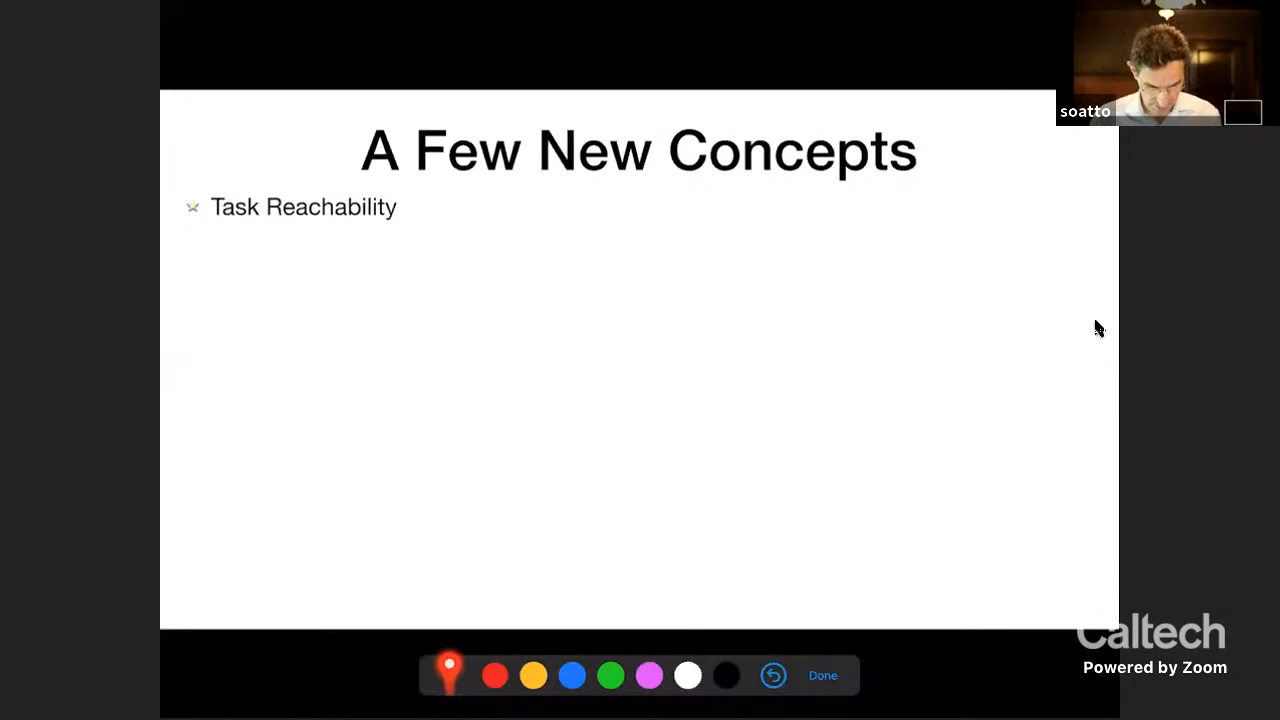 A Few New Concepts
Task Reachability
soatto
Caltech
Powered by Zoom
Done